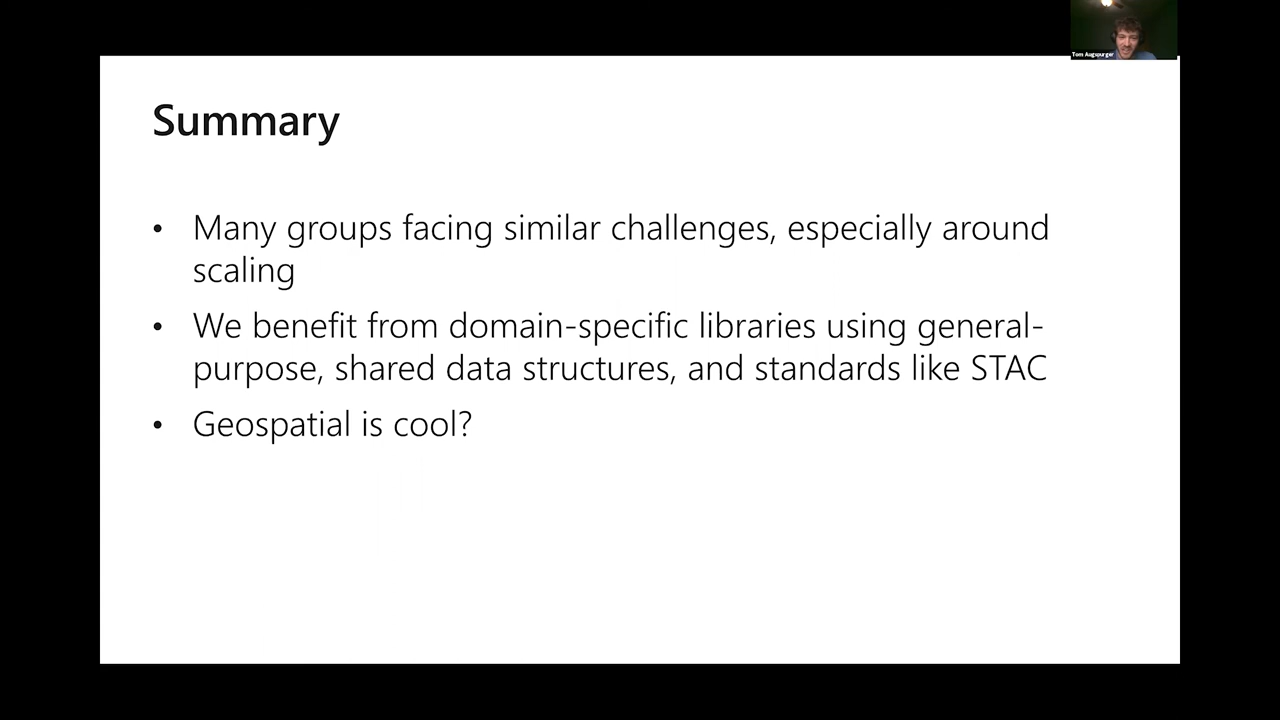 Tom Augspurger
Summary
• Many groups facing similar challenges, especially around
scaling
• We benefit from domain-specific libraries using general-
purpose, shared data structures, and standards like STAC
• Geospatial is cool?